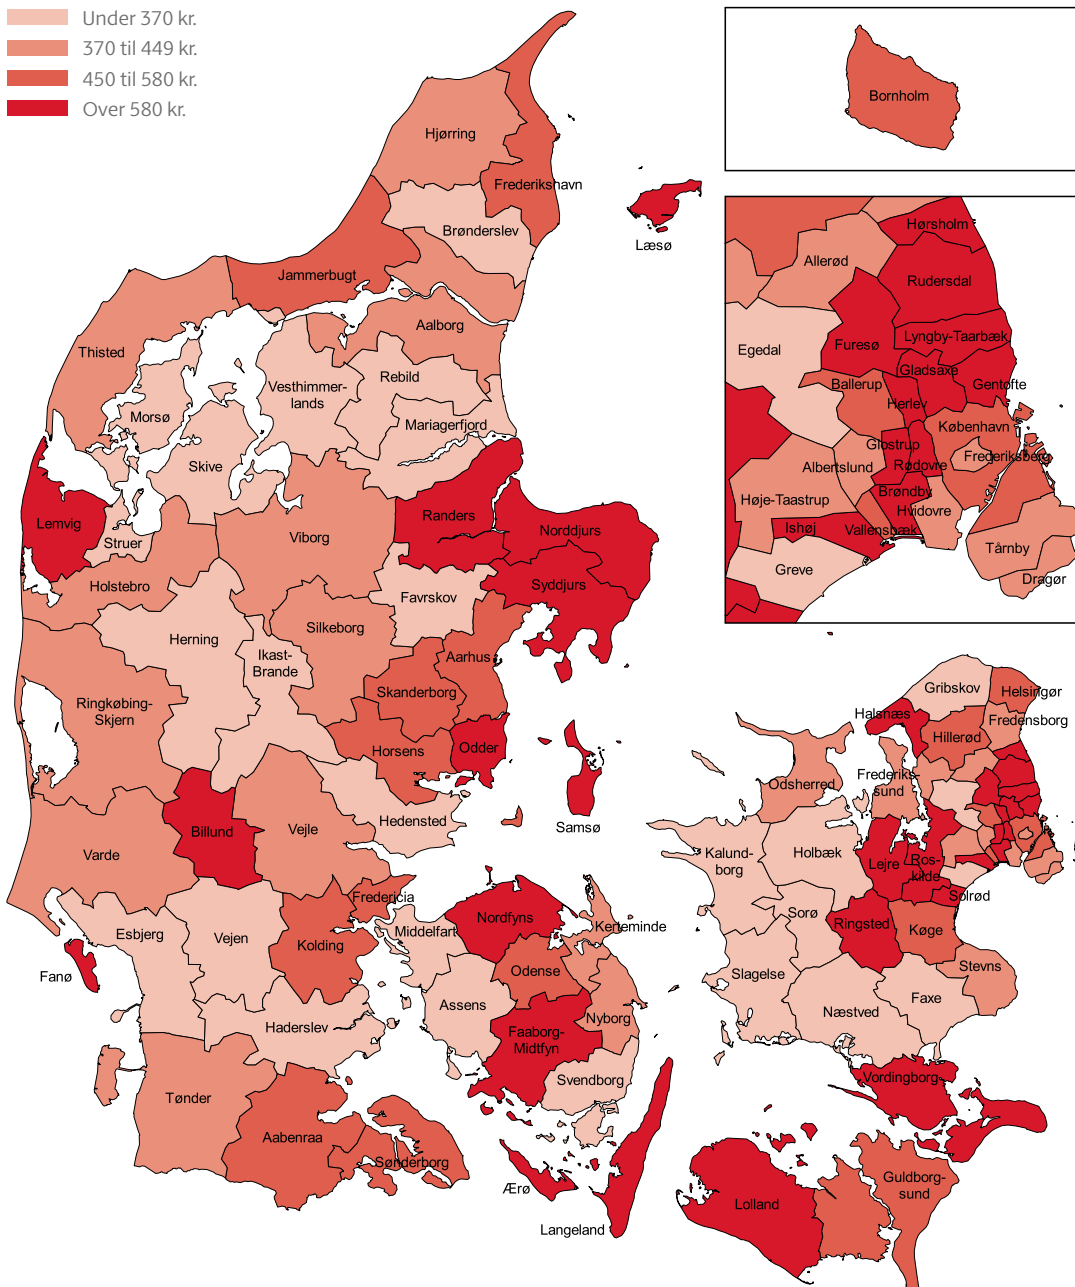 Under 370 kr.
370 til 449 kr.
450 til 580 kr.
Over 580 kr.
Bornholm
Hjørring
Frederikshavn
Brønderslev
Læsø
Jammerbugt
Aalborg
Thisted
Rebild
Vesthimmer-
lands
Morsø
Mariagerfjord
Skive
Lemvig
Struer
Viborg
Randers
Norddjurs
Holstebro
Favrskov
Syddjurs
Silkeborg
Herning
Ikast-
Brande
Aarhus
Skanderborg
Ringkøbing-
Skjern
Horsens
Odder
Samsø
Hedensted
Billund
Vejle
Varde
Fredericia
Esbjerg
Vejen
Kolding
Middelfart
Nordfyns
Kerteminde
Fanø
Odense
Assens
Nyborg
Haderslev
Faaborg-
Midtfyn
Svendborg
Tønder
Aabenraa
Sønderborg
Ærø
Langeland
Hørsholm
Allerød
Rudersdal
Egedal
Furesø
Lyngby-Taarbæk
Gladsaxe
Ballerup
Gentofte
Herlev
København
Glostrup
Frederiksberg
Albertslund
Rødovre
Høje-Taastrup
Brøndby
Hvidovre
Ishøj
Vallensbæk
Tårnby
Greve
Dragør
Gribskov
Helsingør
Halsnæs
Fredensborg
Hillerød
Odsherred
Frederiks-
sund
Kalund-
borg
Holbæk
Lejre
Ros-
kilde
Solrød
Sorø
Ringsted
Køge
Slagelse
Stevns
Faxe
Næstved
Vordingborg
Guldborg-
sund
Lolland